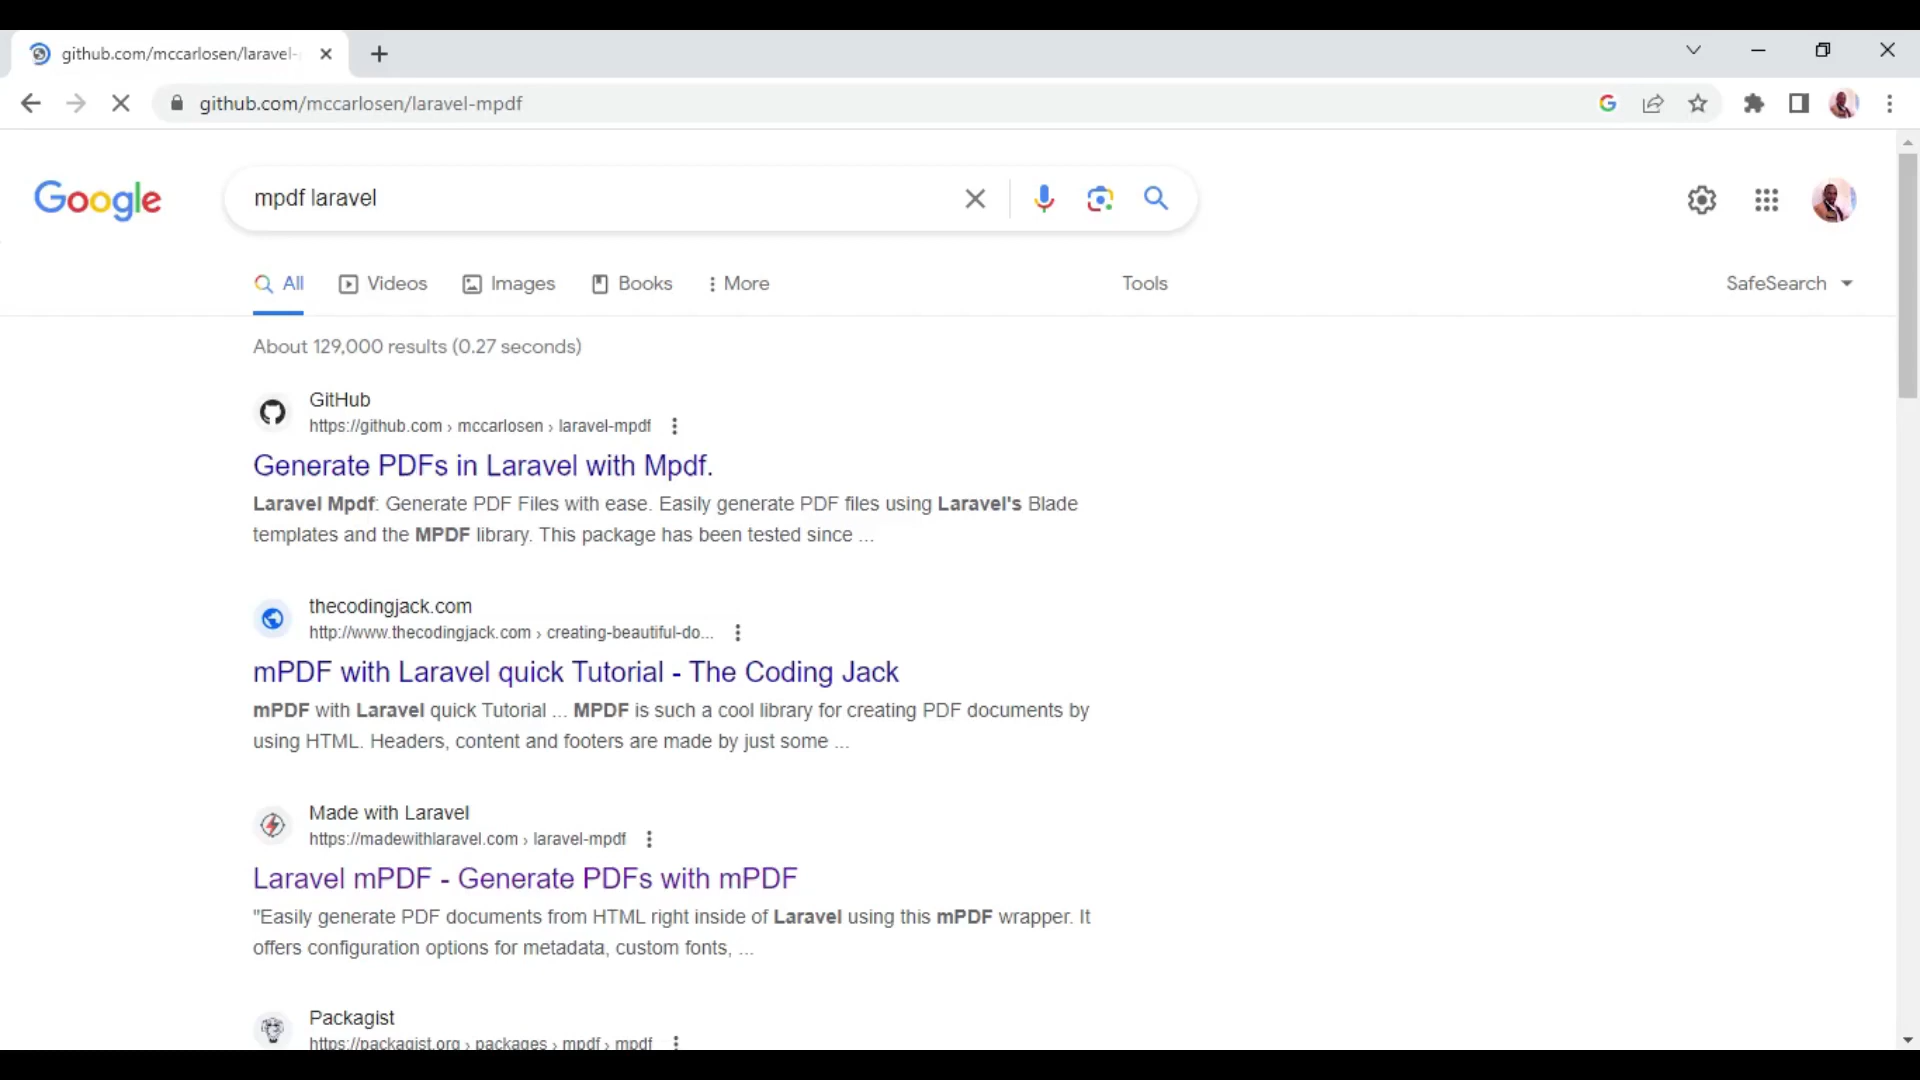 github.com/mccarlosen/laravel-
github.com/mccarlosen/laravel-mpdf
Google
mpdf laravel
All
Videos
Images
Books
More
Tools
SafeSearch
About 129,000 results (0.27 seconds)
GitHub
https://github.com › mccarlosen › laravel-mpdf
Generate PDFs in Laravel with Mpdf.
Laravel Mpdf: Generate PDF Files with ease. Easily generate PDF files using Laravel's Blade
templates and the MPDF library. This package has been tested since ...
thecodingjack.com
http://www.thecodingjack.com › creating-beautiful-do...
mPDF with Laravel quick Tutorial - The Coding Jack
mPDF with Laravel quick Tutorial ... MPDF is such a cool library for creating PDF documents by
using HTML. Headers, content and footers are made by just some ...
Made with Laravel
https://madewithlaravel.com › laravel-mpdf
Laravel mPDF - Generate PDFs with mPDF
"Easily generate PDF documents from HTML right inside of Laravel using this mPDF wrapper. It
offers configuration options for metadata, custom fonts, ...
Packagist
https://packagist.org › packages › mpdf › mpdf